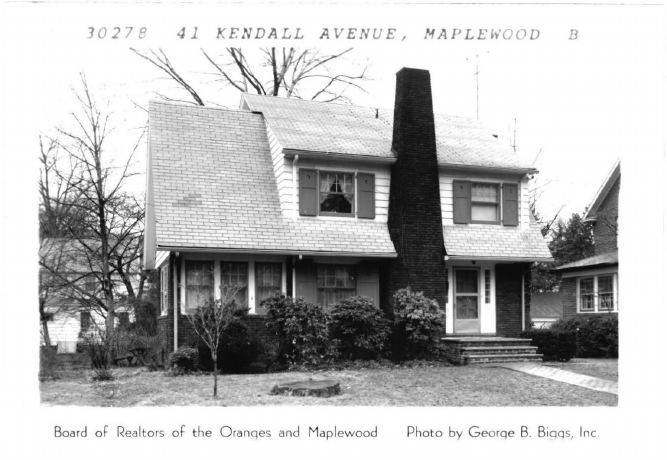 30278 41 KENDALL AVENUE, MAPLEWOOD B
Board of Realtors of the Oranges and Maplewood Photo by George B. Biggs, Inc.